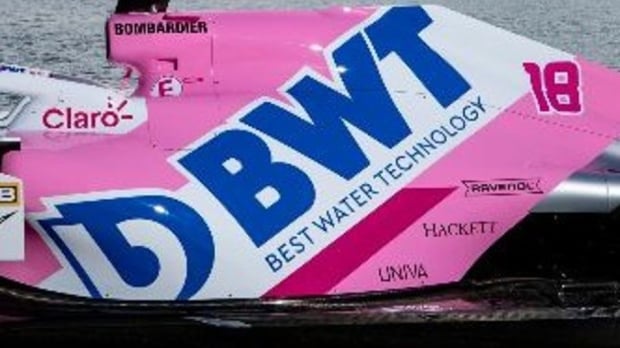 BOMBARDIER
E
Claro
BWT
BEST WATER TECHNOLOGY
18
RAVENOL
HACKETT
UNIVA
B